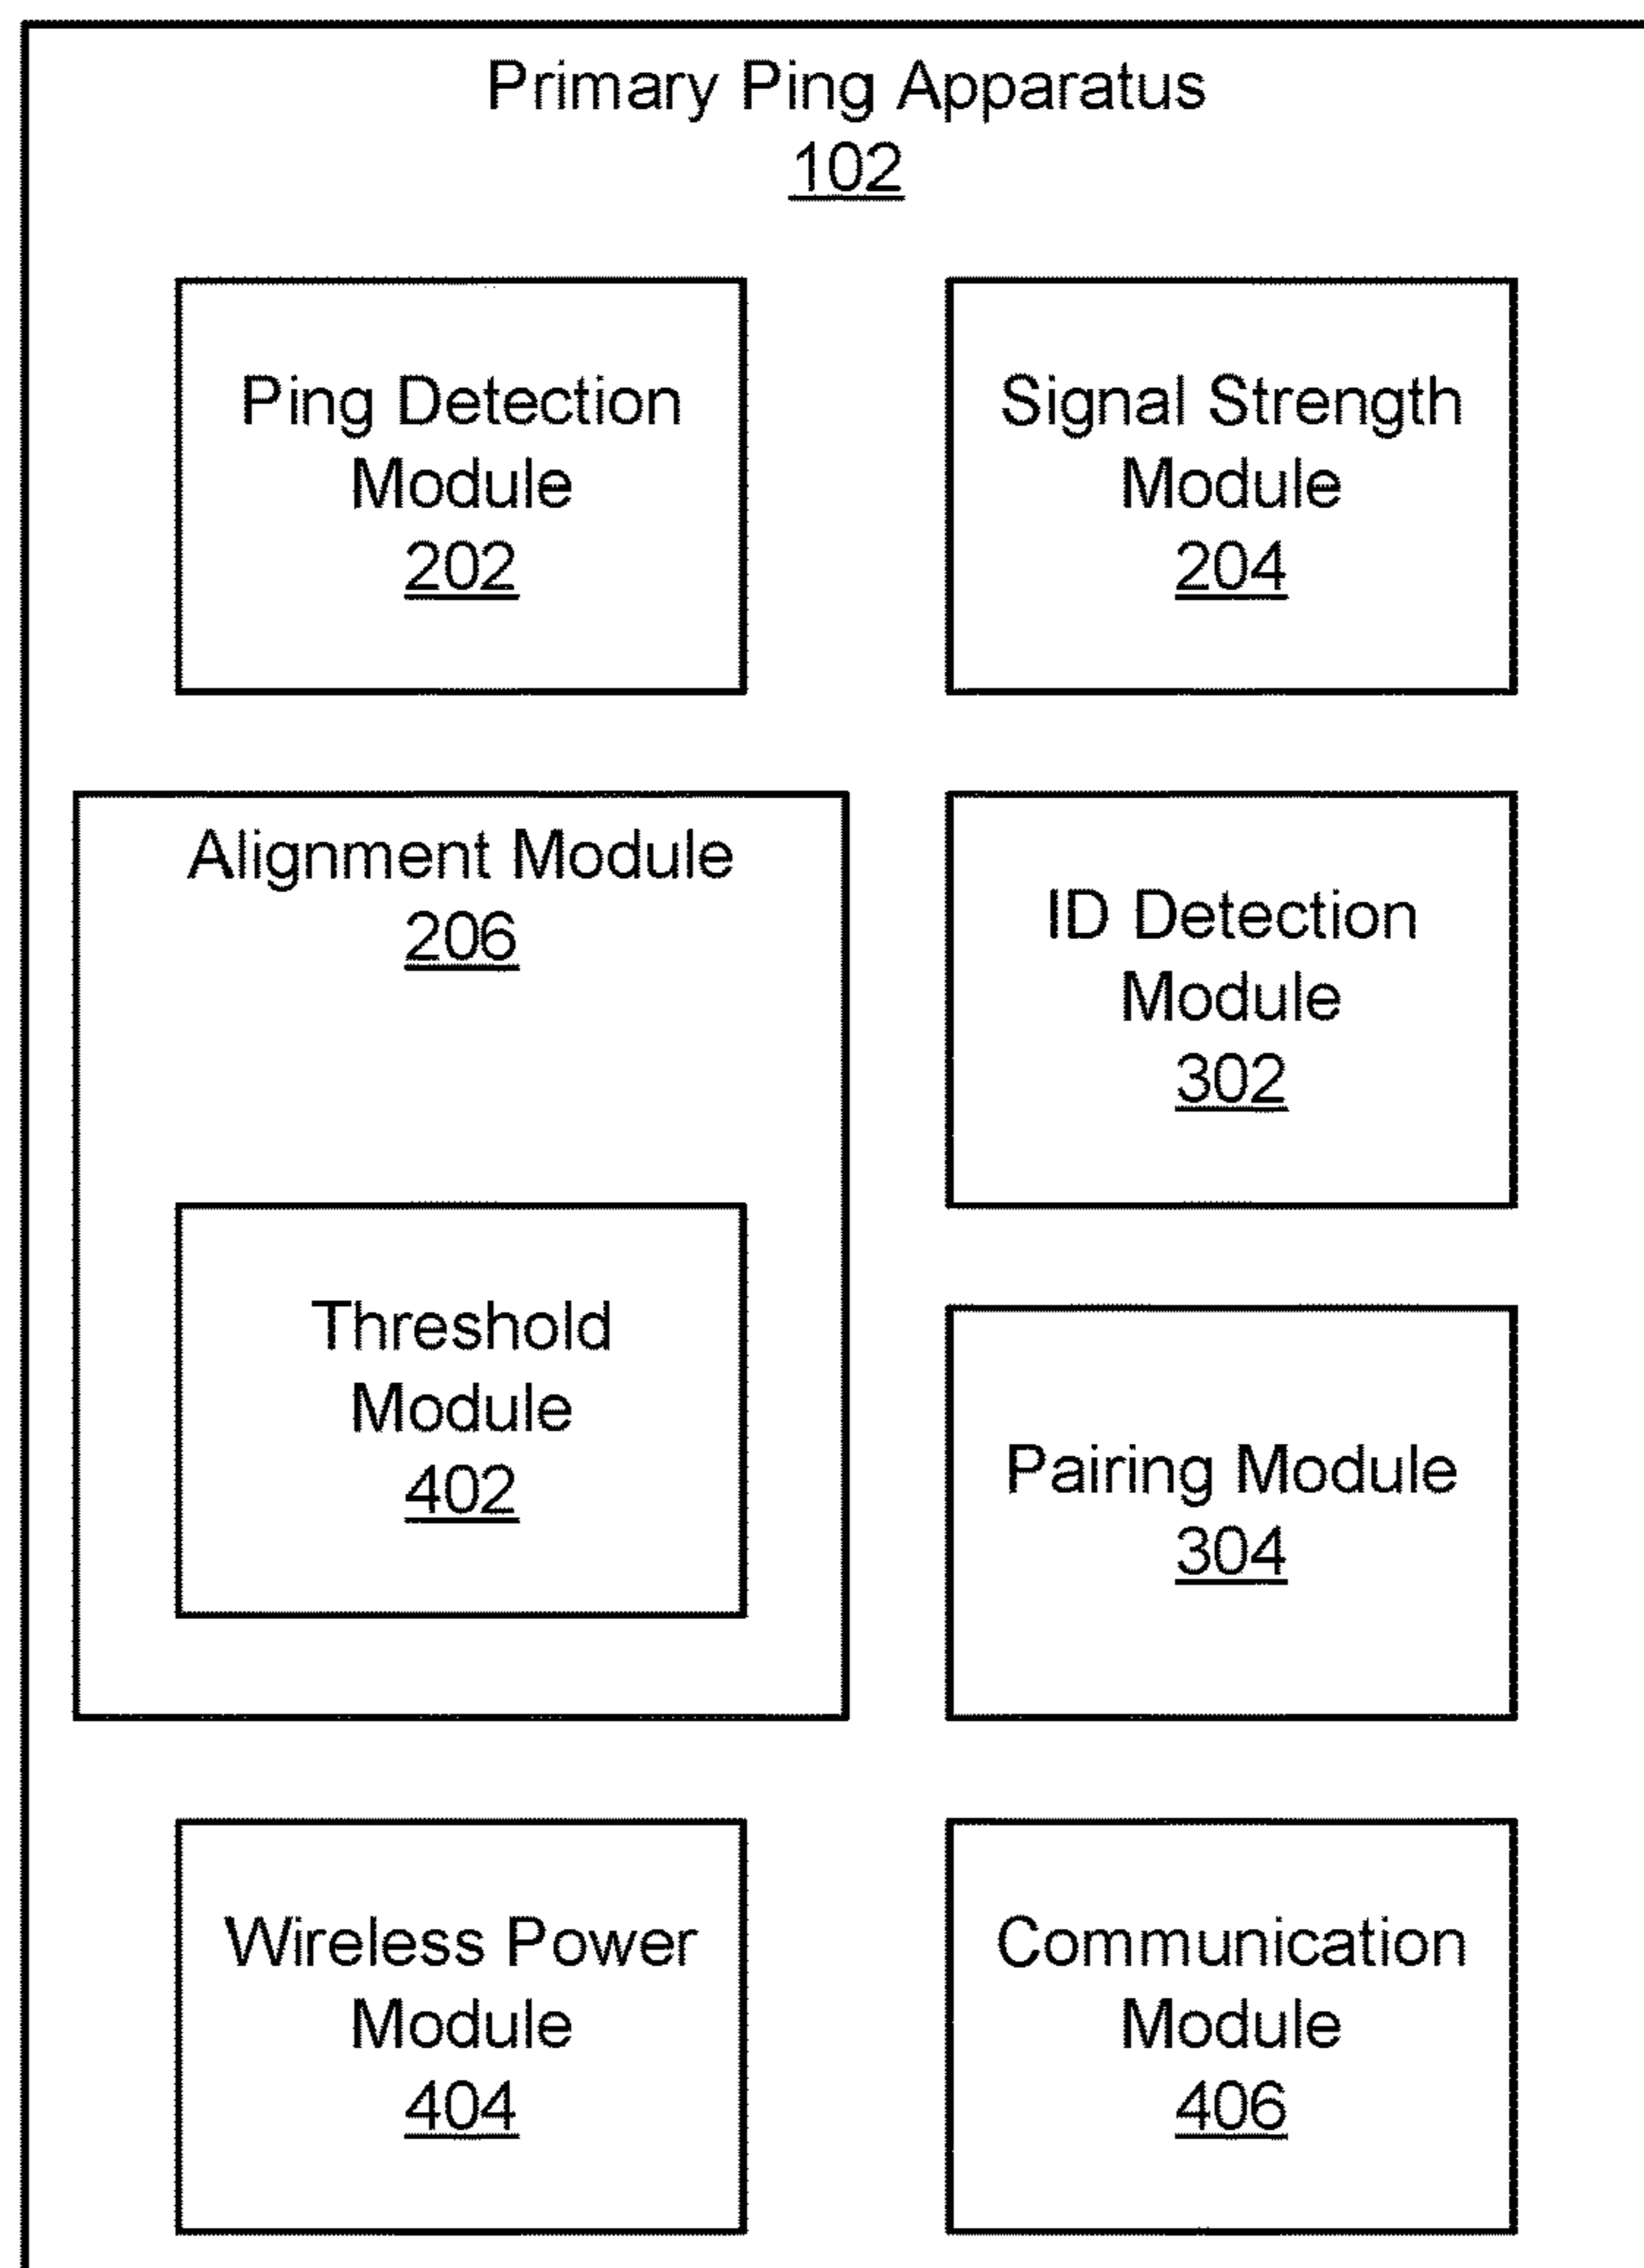 Primary Ping Apparatus
102
Ping Detection
Module
202
Signal Strength
Module
204
Alignment Module
206
Threshold
Module
402
ID Detection
Module
302
Pairing Module
304
Wireless Power
Module
404
Communication
Module
406